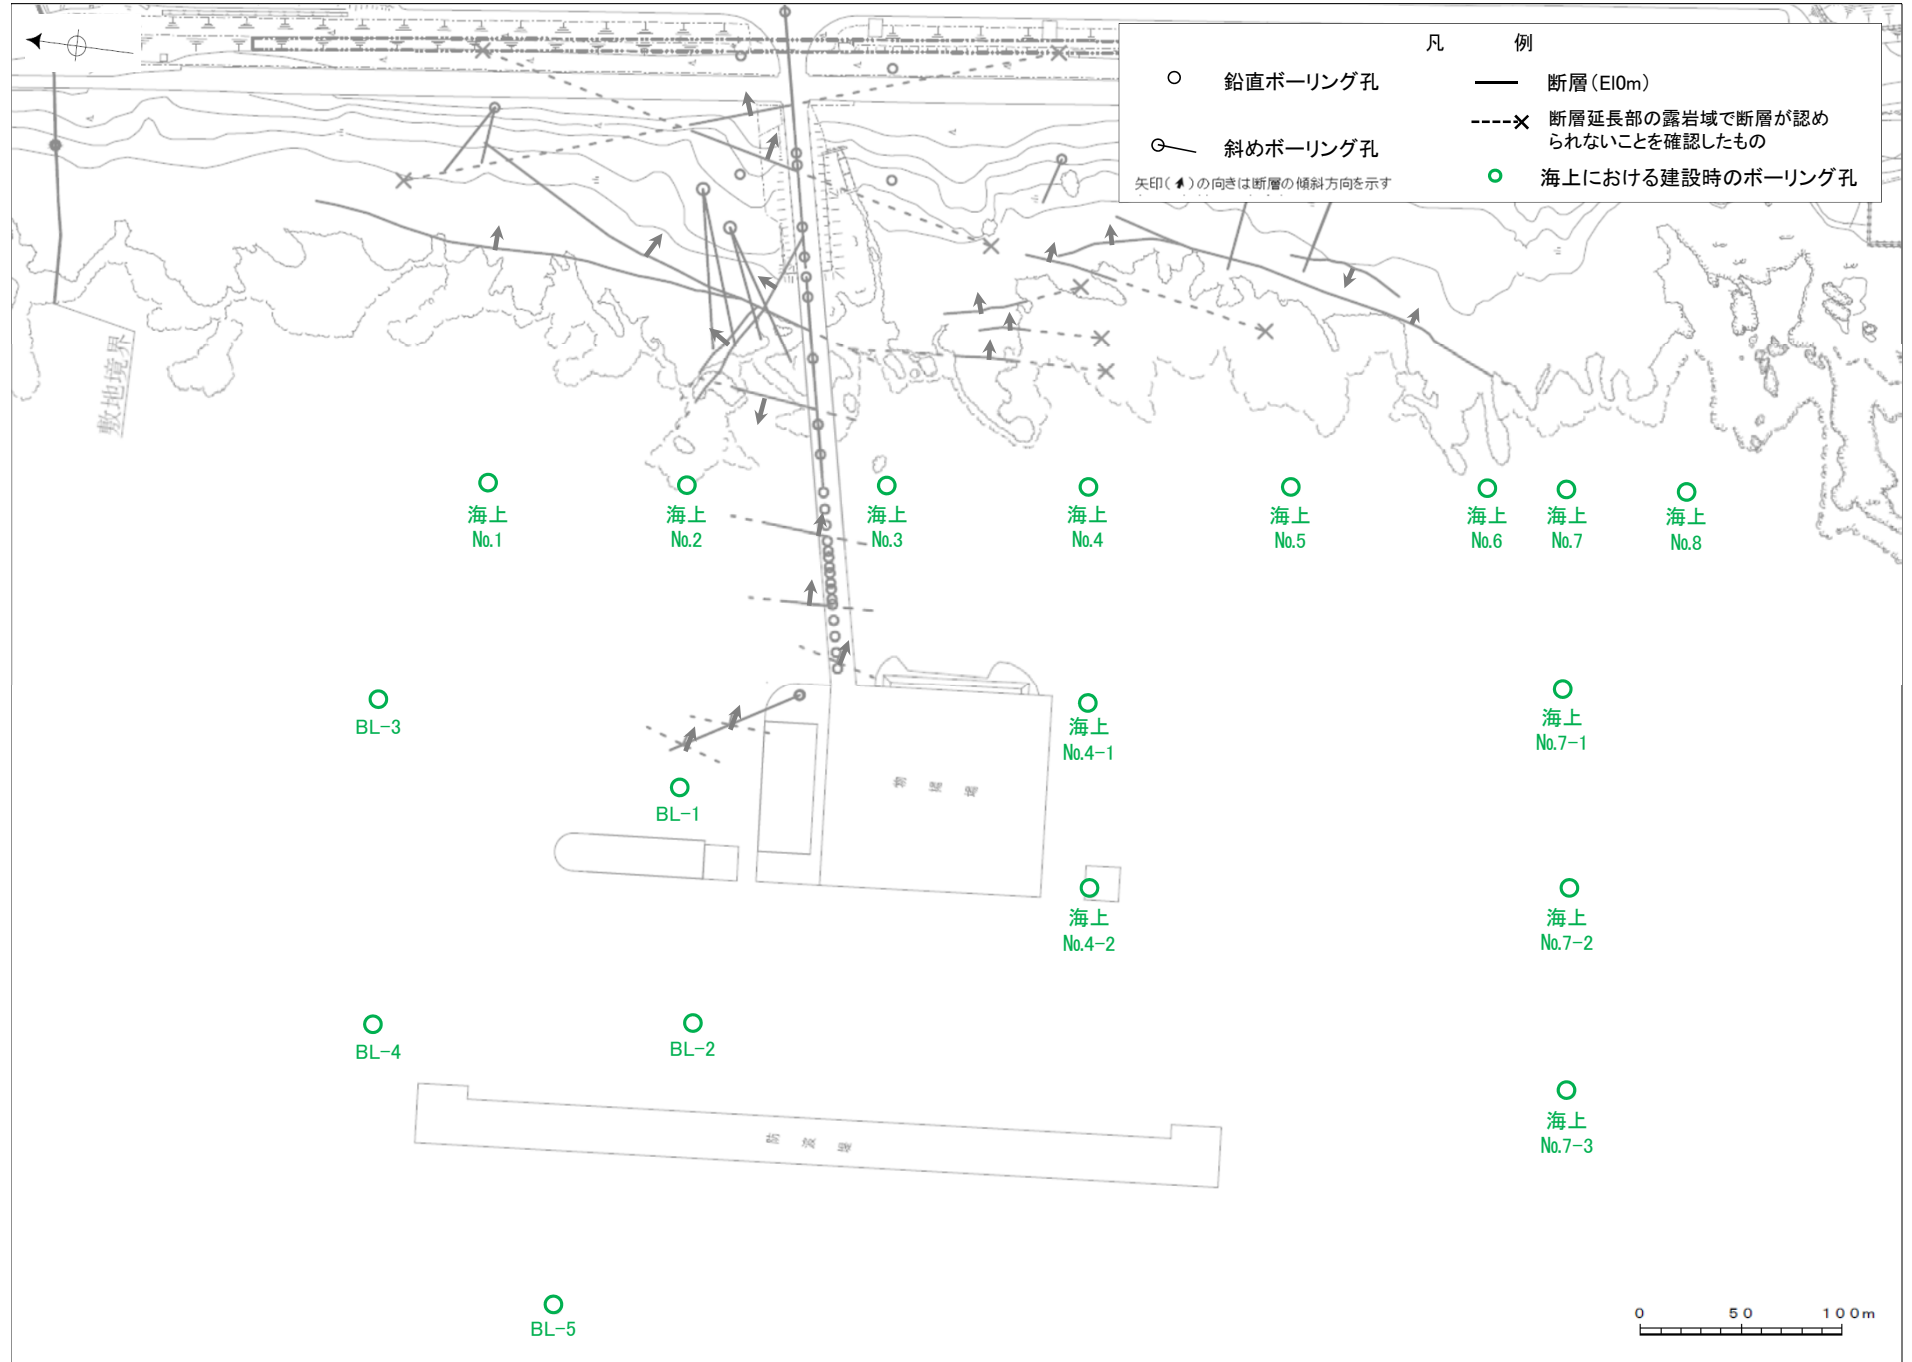 凡 例
鉛直ボーリング孔
断層(El0m)
断層延長部の露岩域で断層が認め
られないことを確認したもの
斜めボーリング孔
矢印( )の向きは断層の傾斜方向を示す
海上における建設時のボーリング孔
敷地境界
海上
No.1
海上
No.2
海上
No.3
海上
No.4
海上
No.5
海上
No.6
海上
No.7
海上
No.8
BL-3
海上
No.4-1
海上
No.7-1
BL-1
物揚場
海上
No.4-2
海上
No.7-2
BL-4
BL-2
防波堤
海上
No.7-3
BL-5
0 50 100m